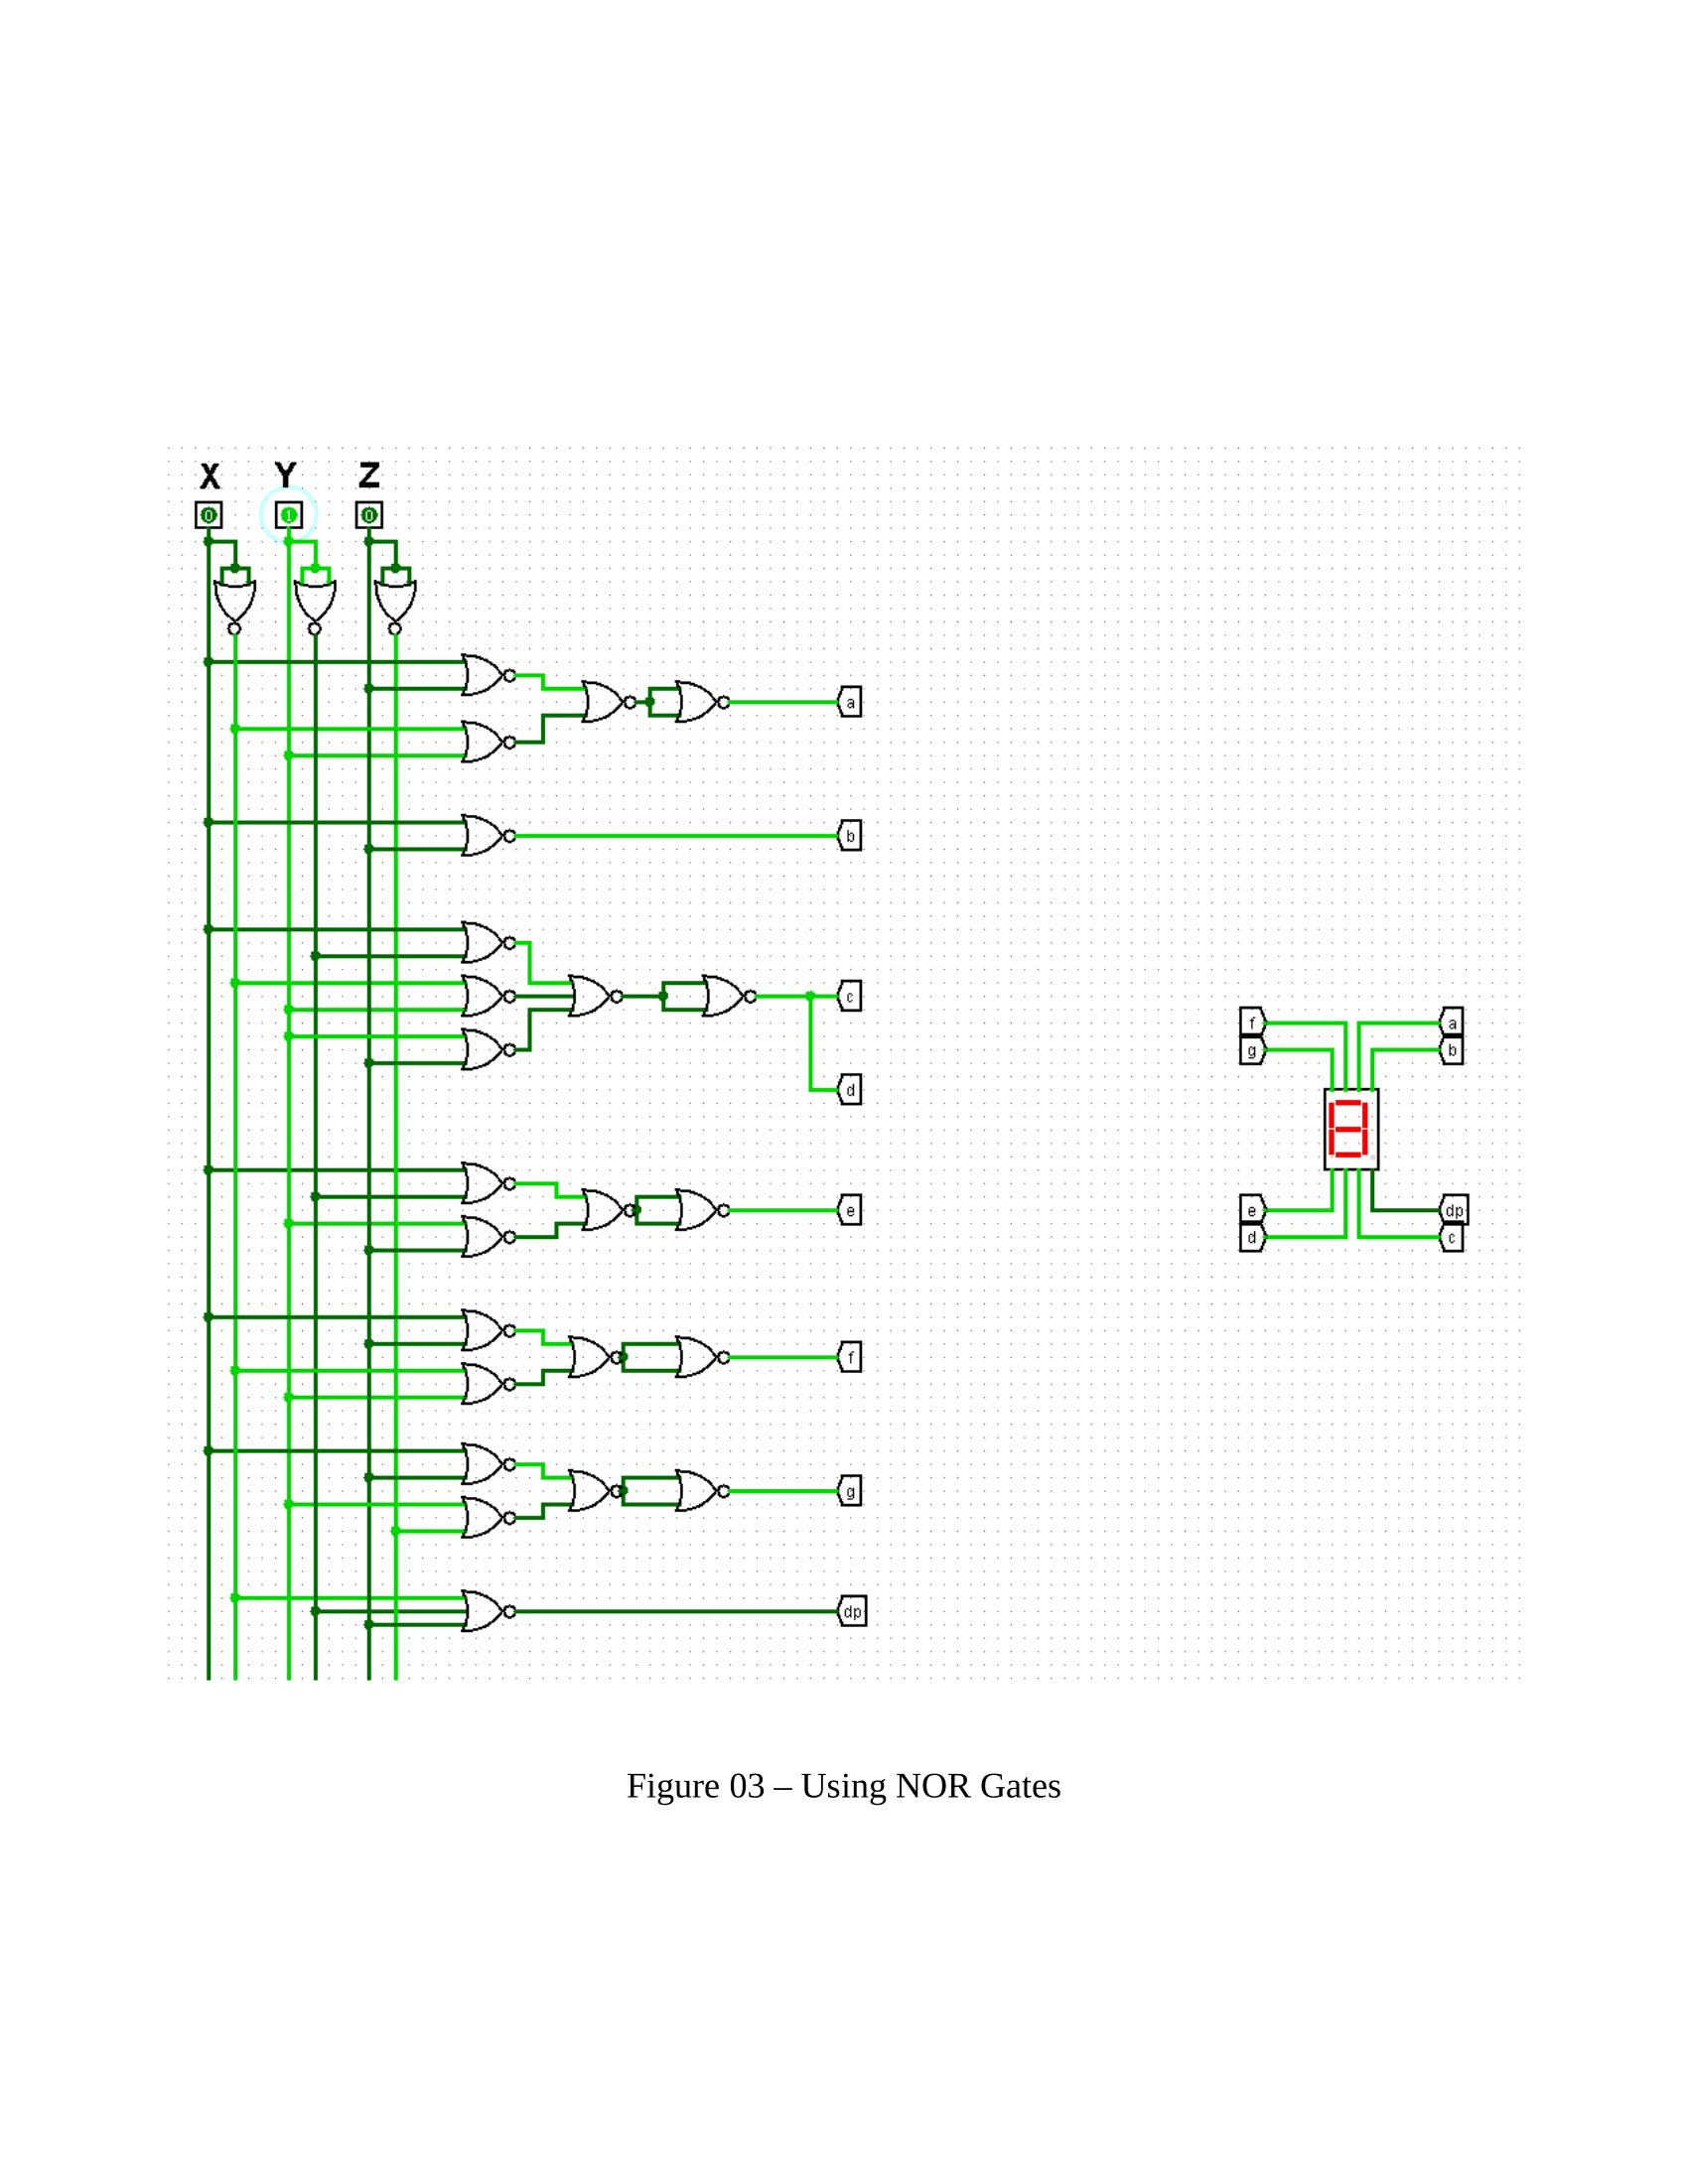 X Y Z
0 1 0
a
b
c
f a
g b
d
e
e dp
d c
f
g
dp
Figure 03 – Using NOR Gates